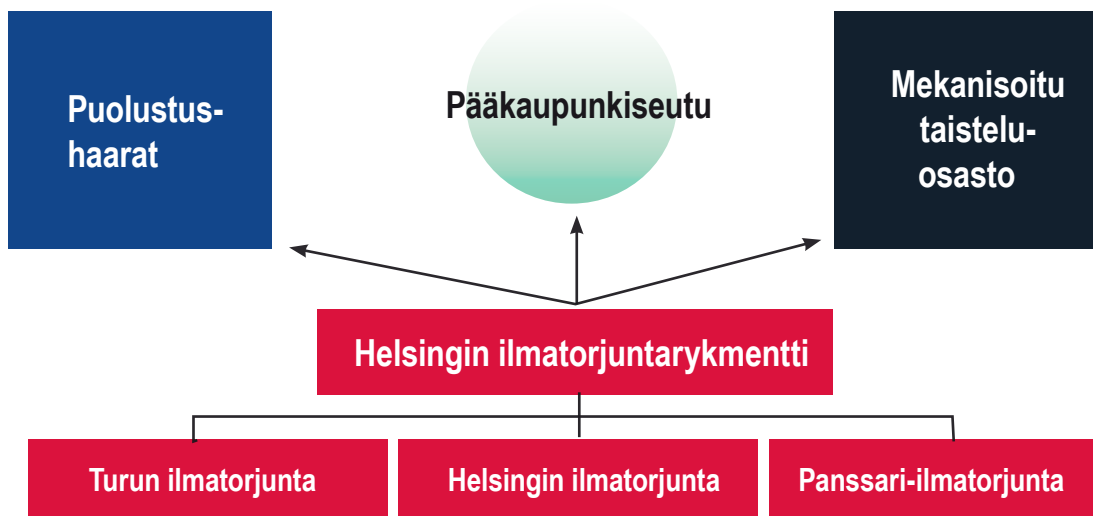 Puolustus-
haarat
Pääkaupunkiseutu
Mekanisoitu
taistelu-
osasto
Helsingin ilmatorjuntarykmentti
Turun ilmatorjunta
Helsingin ilmatorjunta
Panssari-ilmatorjunta